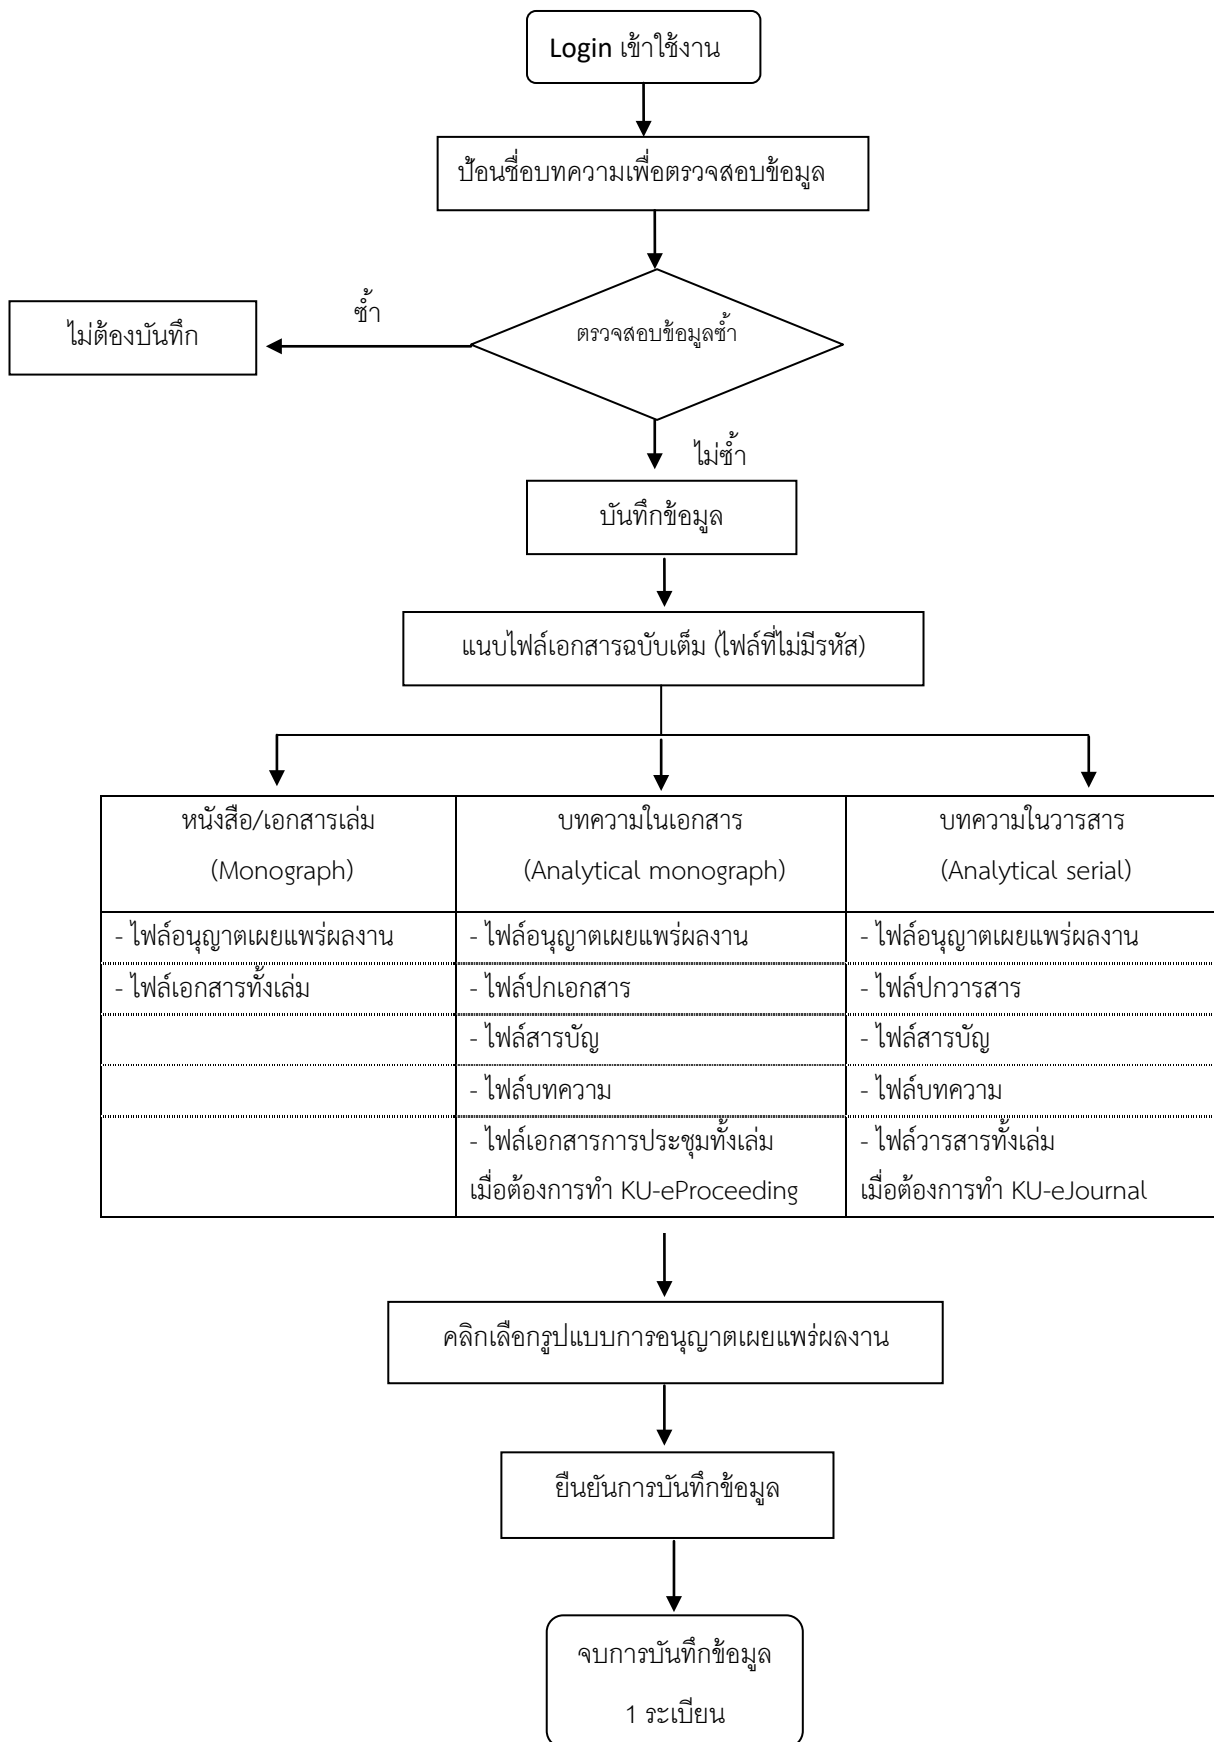 Login เข้าใช้งาน
ป้อนชื่อบทความเพื่อตรวจสอบข้อมูล
ซ้ำ
ไม่ต้องบันทึก
ตรวจสอบข้อมูลซ้ำ
ไม่ซ้ำ
บันทึกข้อมูล
แนบไฟล์เอกสารฉบับเต็ม (ไฟล์ที่ไม่มีรหัส)
หนังสือ/เอกสารเล่ม
(Monograph)
บทความในเอกสาร
(Analytical monograph)
บทความในวารสาร
(Analytical serial)
- ไฟล์อนุญาตเผยแพร่ผลงาน
- ไฟล์อนุญาตเผยแพร่ผลงาน
- ไฟล์อนุญาตเผยแพร่ผลงาน
- ไฟล์เอกสารทั้งเล่ม
- ไฟล์ปกเอกสาร
- ไฟล์ปกวารสาร
- ไฟล์สารบัญ
- ไฟล์สารบัญ
- ไฟล์บทความ
- ไฟล์บทความ
- ไฟล์เอกสารการประชุมทั้งเล่ม
เมื่อต้องการทำ KU-eProceeding
- ไฟล์วารสารทั้งเล่ม
เมื่อต้องการทำ KU-eJournal
คลิกเลือกรูปแบบการอนุญาตเผยแพร่ผลงาน
ยืนยันการบันทึกข้อมูล
จบการบันทึกข้อมูล
1 ระเบียน